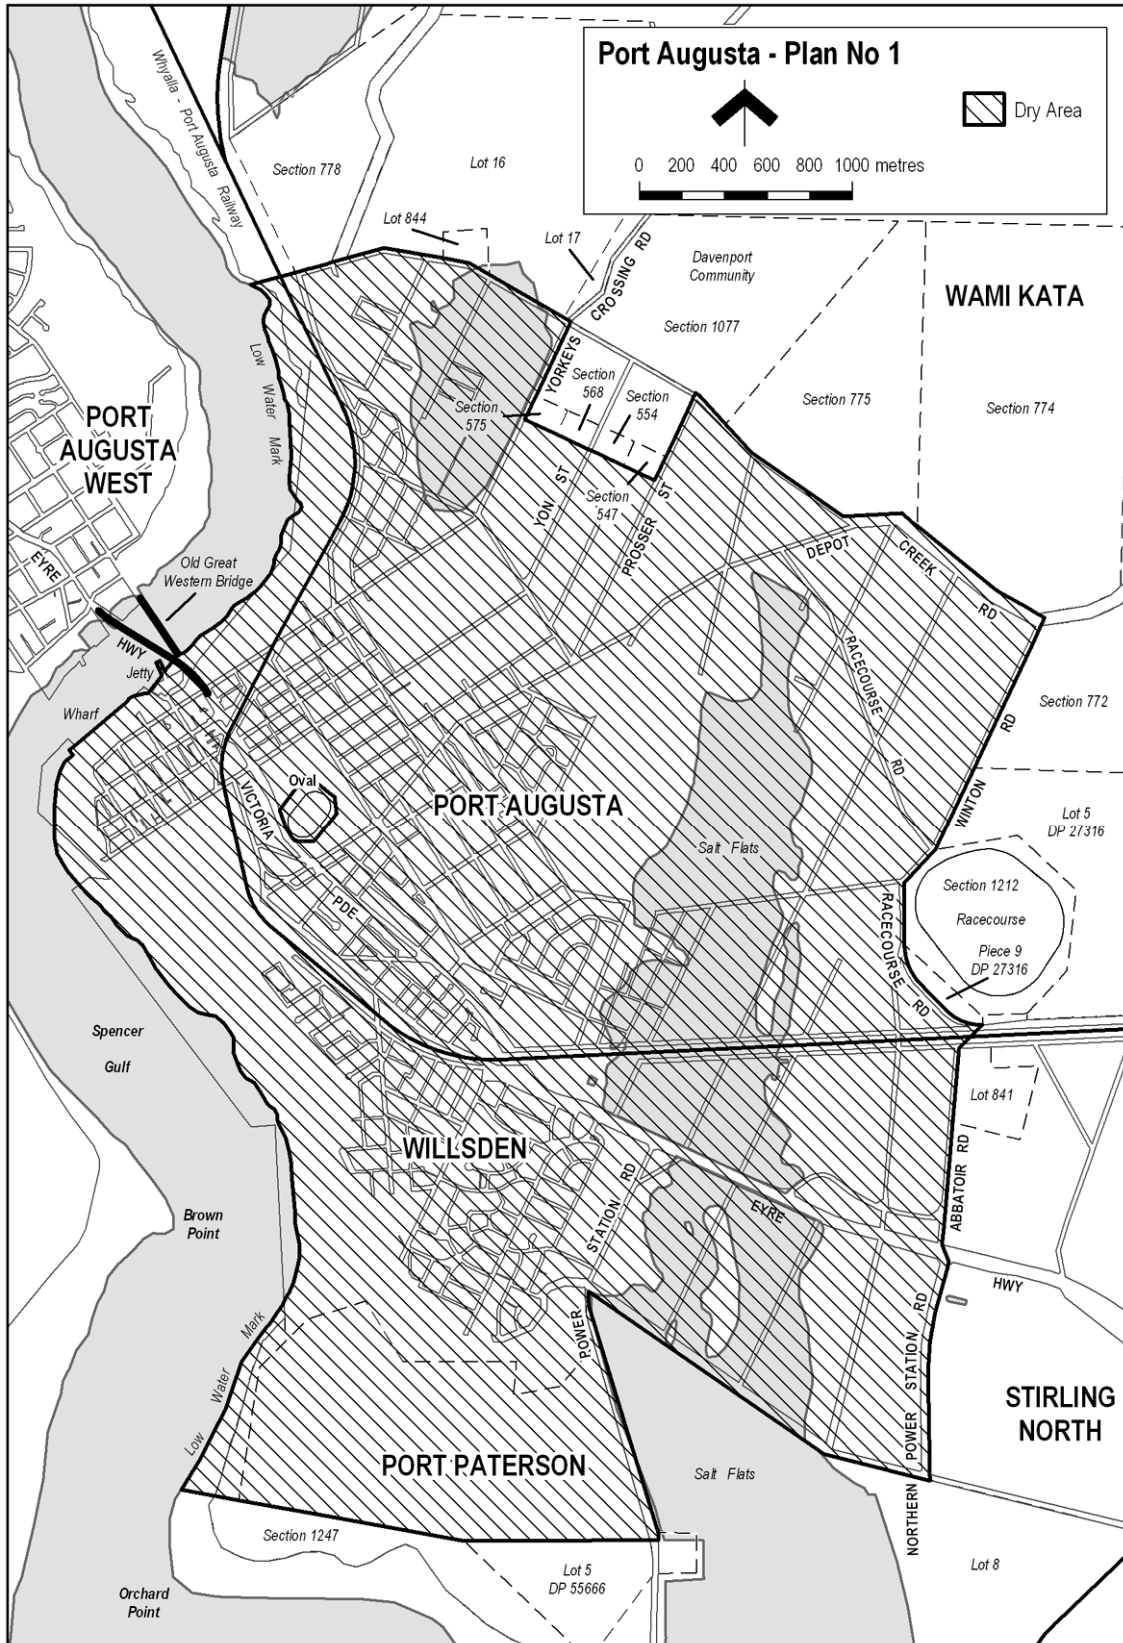 Port Augusta - Plan No 1
Dry Area
0 200 400 600 800 1000 metres
Whyalla - Port Augusta Railway
Section 778
Lot 16
Lot 844
Lot 17
YORKEYS CROSSING RD
Davenport
Community
Section 1077
WAMI KATA
Low Water Mark
Section
568
Section
554
Section
575
Section 775
Section 774
PORT
AUGUSTA
WEST
YON ST
Section
547
PROSSER ST
DEPOT CREEK RD
EYRE HWY
Old Great
Western Bridge
Jetty
Wharf
RACECOURSE RD
Section 772
WINTON RD
VICTORIA PDE
Oval
PORT AUGUSTA
Salt Flats
Lot 5
DP 27316
Section 1212
Racecourse
Piece 9
DP 27316
RACECOURSE RD
Spencer
Gulf
Lot 841
WILLSDEN
ABBATOIR RD
POWER STATION RD
EYRE HWY
Brown
Point
Low Water Mark
NORTHERN POWER STATION RD
STIRLING
NORTH
PORT PATERSON
Salt Flats
Section 1247
Lot 5
DP 55666
Lot 8
Orchard
Point